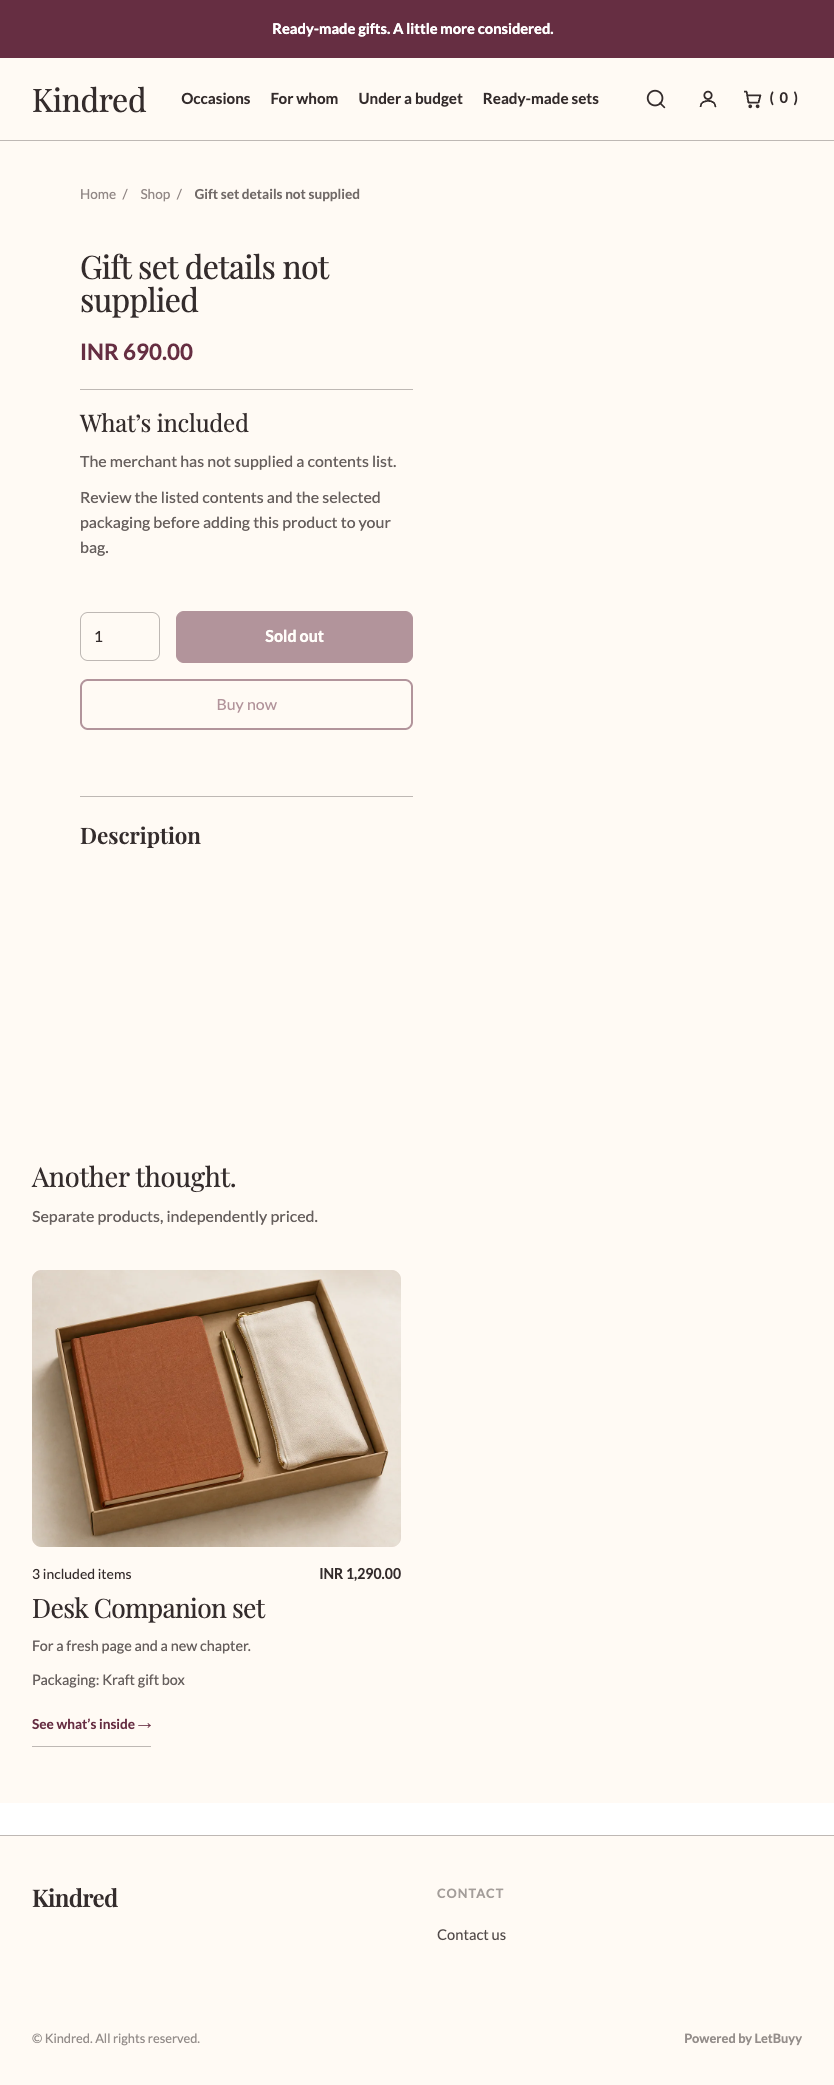 Ready-made gifts. A little more considered.
Kindred
Occasions
For whom
Under a budget
Ready-made sets
( 0 )
Home / Shop / Gift set details not supplied
Gift set details not
supplied
INR 690.00
What’s included
The merchant has not supplied a contents list.
Review the listed contents and the selected
packaging before adding this product to your
bag.
1
Sold out
Buy now
Description
Another thought.
Separate products, independently priced.
3 included items
INR 1,290.00
Desk Companion set
For a fresh page and a new chapter.
Packaging: Kraft gift box
See what’s inside →
Kindred
CONTACT
Contact us
© Kindred. All rights reserved.
Powered by LetBuyy